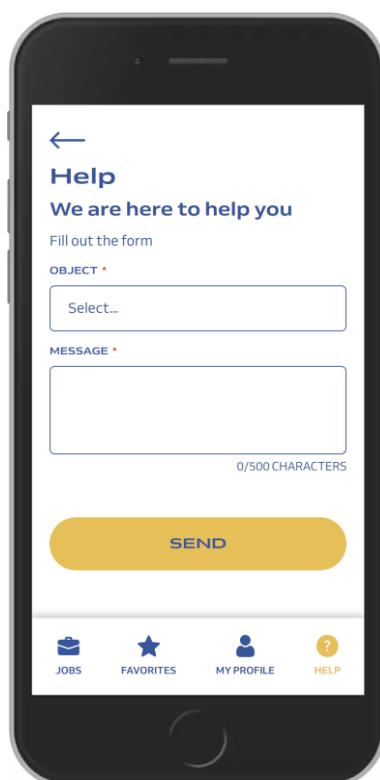 Help
We are here to help you
Fill out the form
OBJECT *
Select...
MESSAGE *
0/500 CHARACTERS
SEND
JOBS FAVORITES MY PROFILE HELP